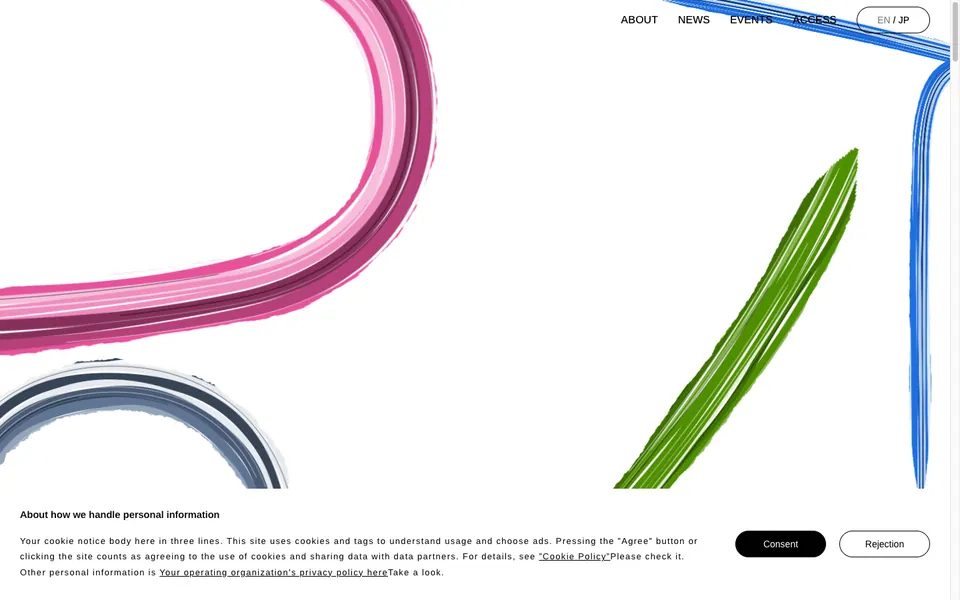 ABOUT NEWS EVENTS ACCESS EN / JP
About how we handle personal information
Your cookie notice body here in three lines. This site uses cookies and tags to understand usage and choose ads. Pressing the "Agree" button or
clicking the site counts as agreeing to the use of cookies and sharing data with data partners. For details, see "Cookie Policy"Please check it.
Other personal information is Your operating organization's privacy policy hereTake a look.
Consent Rejection